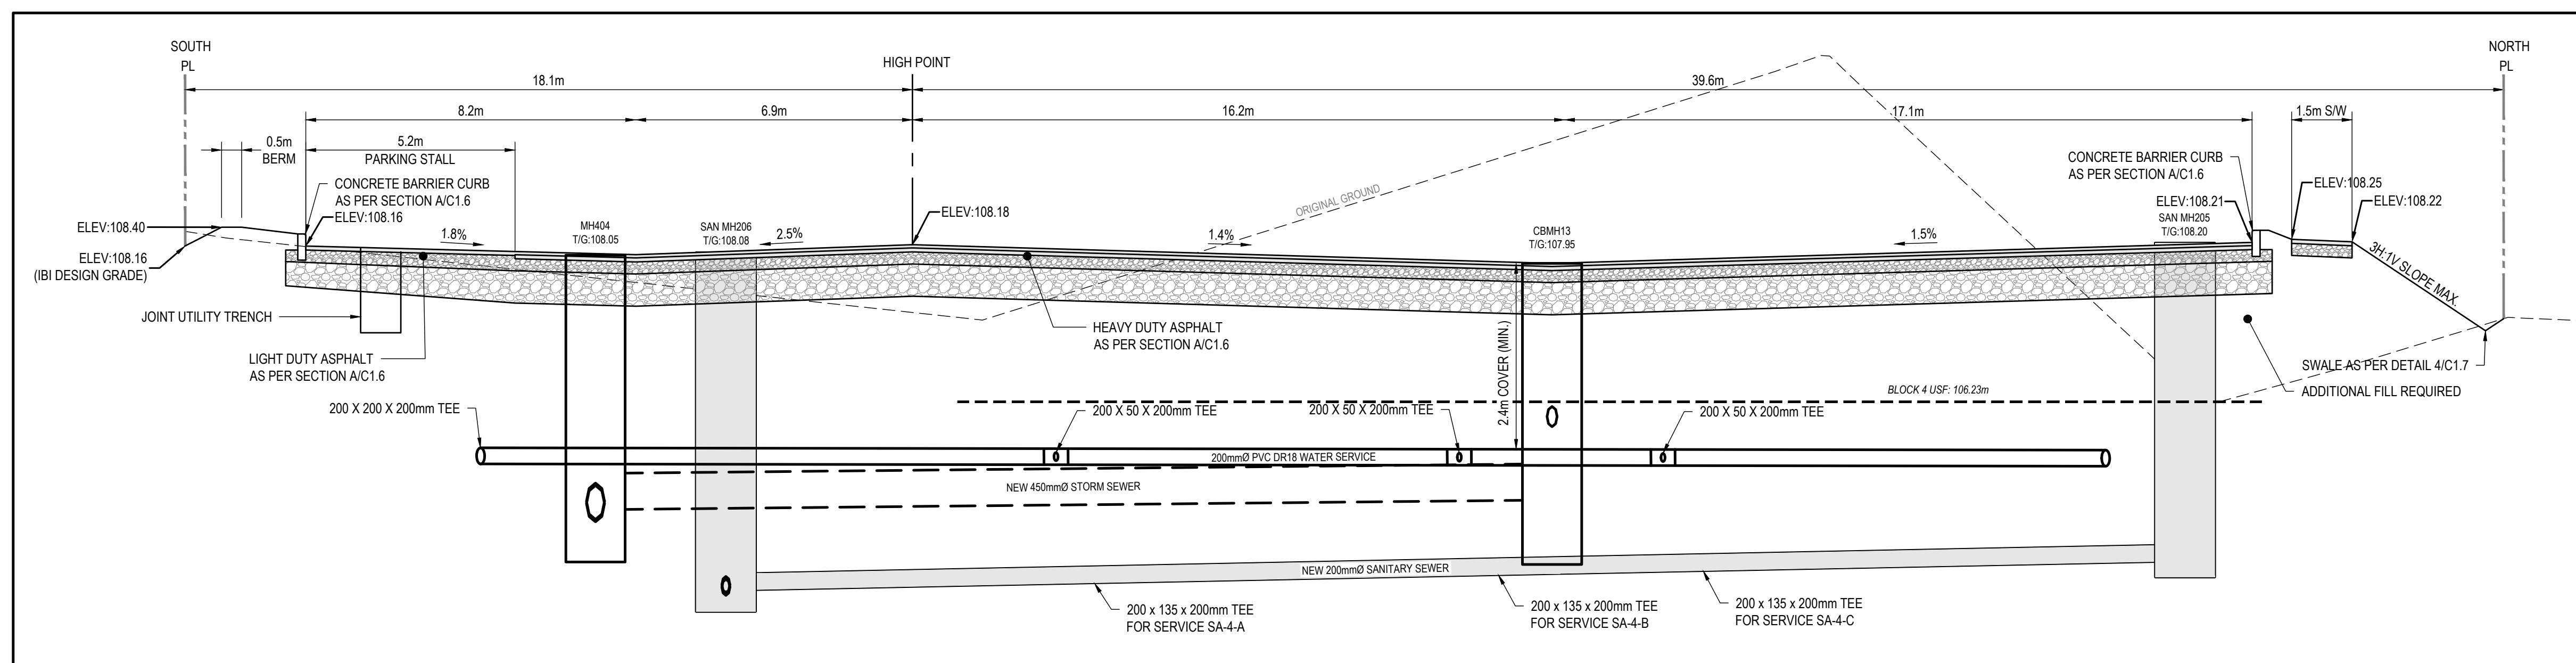 SOUTH
PL
HIGH POINT
NORTH
PL
18.1m
39.6m
8.2m
6.9m
16.2m
17.1m
1.5m S/W
0.5m
BERM
5.2m
PARKING STALL
CONCRETE BARRIER CURB
AS PER SECTION A/C1.6
ELEV:108.16
ELEV:108.40
ELEV:108.16
(IBI DESIGN GRADE)
1.8%
MH404
T/G:108.05
SAN MH206
T/G:108.08
2.5%
ELEV:108.18
1.4%
ORIGINAL GROUND
CBMH13
T/G:107.95
1.5%
CONCRETE BARRIER CURB
AS PER SECTION A/C1.6
ELEV:108.21
SAN MH205
T/G:108.20
ELEV:108.25
ELEV:108.22
3H:1V SLOPE MAX.
JOINT UTILITY TRENCH
LIGHT DUTY ASPHALT
AS PER SECTION A/C1.6
HEAVY DUTY ASPHALT
AS PER SECTION A/C1.6
2.4m COVER (MIN.)
SWALE AS PER DETAIL 4/C1.7
ADDITIONAL FILL REQUIRED
BLOCK 4 USF: 106.23m
200 X 200 X 200mm TEE
200 X 50 X 200mm TEE
200 X 50 X 200mm TEE
200 X 50 X 200mm TEE
200mmØ PVC DR18 WATER SERVICE
NEW 450mmØ STORM SEWER
NEW 200mmØ SANITARY SEWER
200 x 135 x 200mm TEE
FOR SERVICE SA-4-A
200 x 135 x 200mm TEE
FOR SERVICE SA-4-B
200 x 135 x 200mm TEE
FOR SERVICE SA-4-C